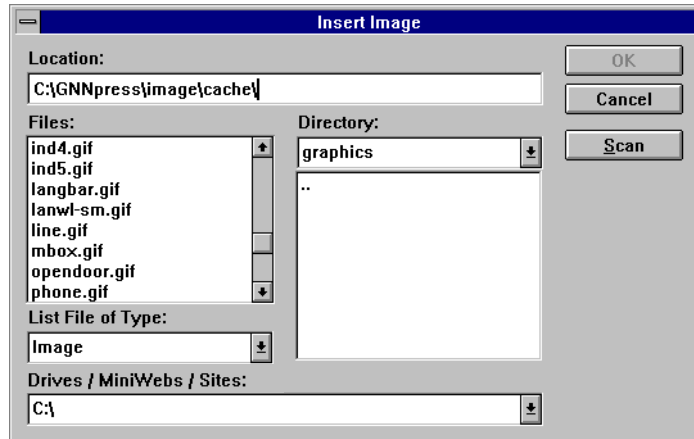 Insert Image
Location:
C:\GNNpress\image\cache\
OK
Cancel
Scan
Files:
ind4.gif
ind5.gif
langbar.gif
lanwl-sm.gif
line.gif
mbox.gif
opendoor.gif
phone.gif
Directory:
graphics
..
List File of Type:
Image
Drives / MiniWebs / Sites:
C:\